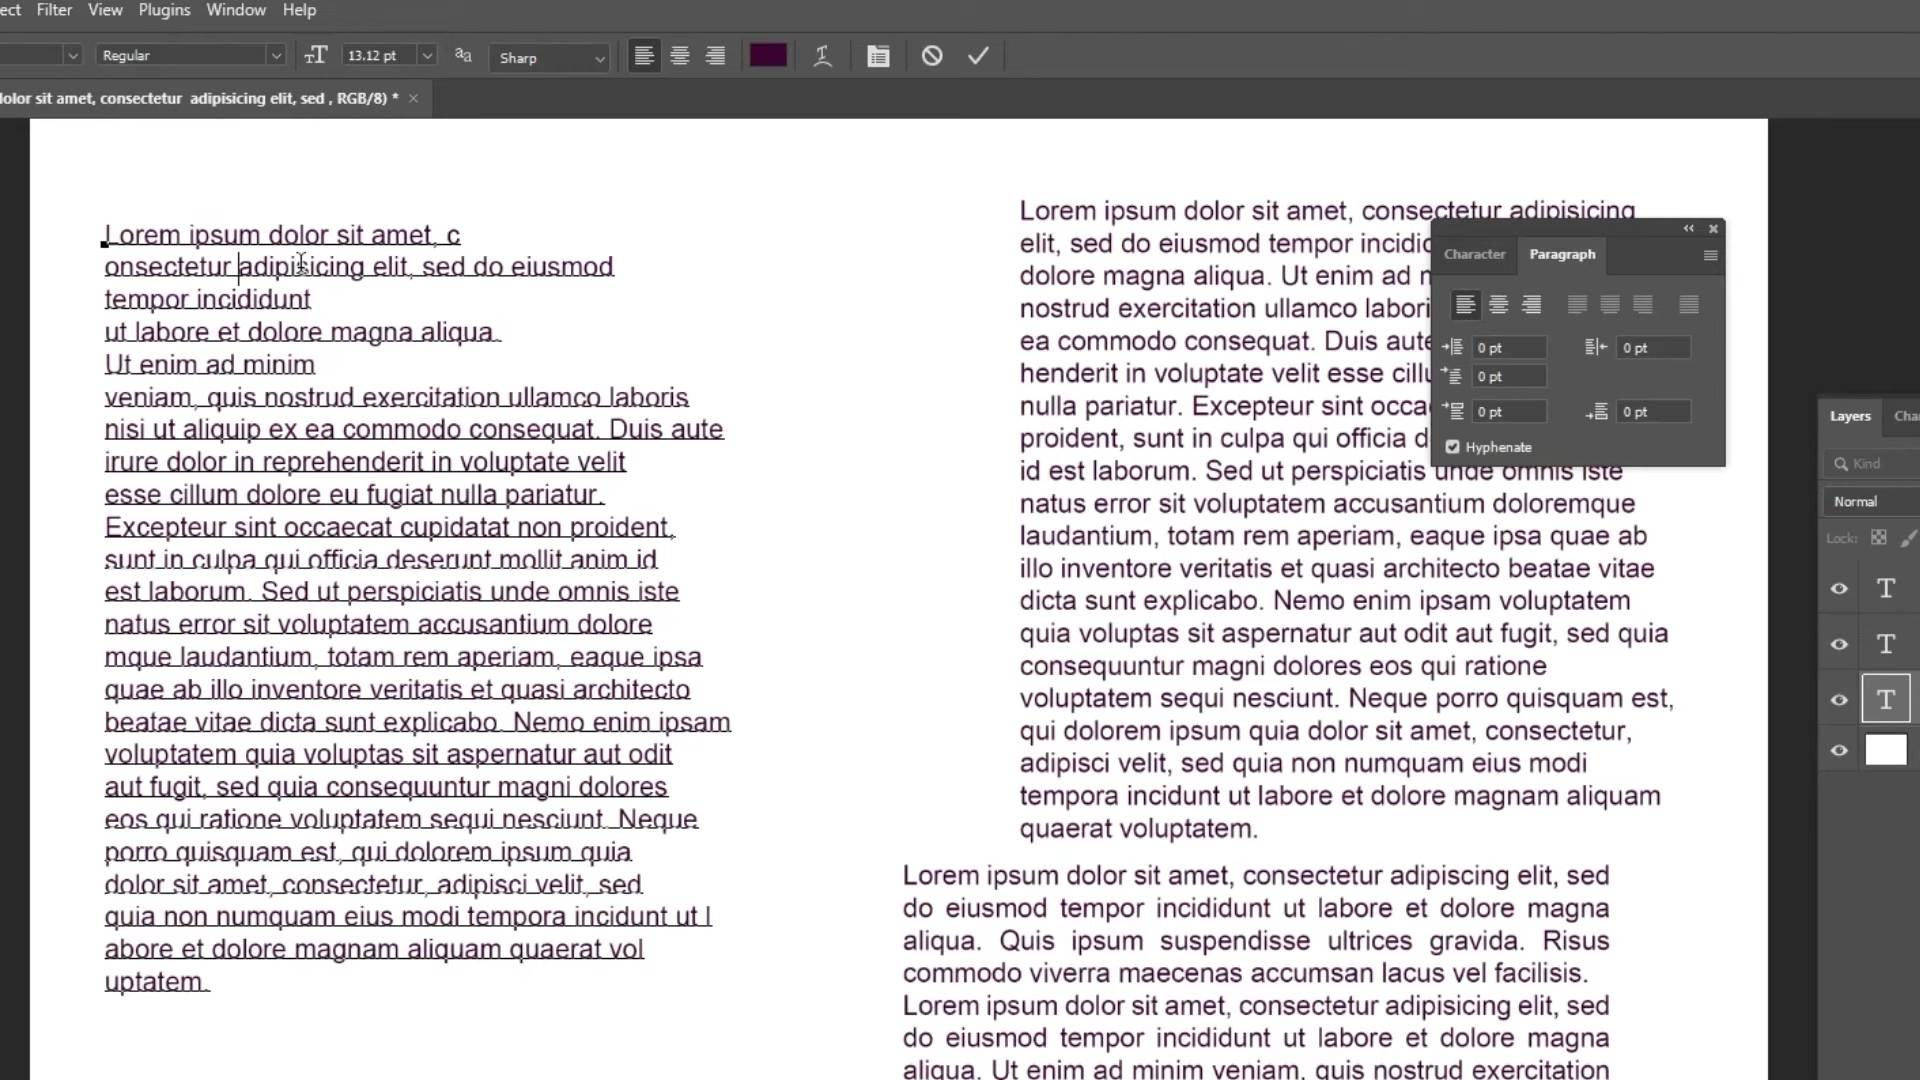 ect Filter View Plugins Window Help
Regular 13.12 pt Sharp
dolor sit amet, consectetur adipisicing elit, sed , RGB/8) *
Lorem ipsum dolor sit amet, c
onsectetur adipisicing elit, sed do eiusmod
tempor incididunt
ut labore et dolore magna aliqua.
Ut enim ad minim
veniam, quis nostrud exercitation ullamco laboris
nisi ut aliquip ex ea commodo consequat. Duis aute
irure dolor in reprehenderit in voluptate velit
esse cillum dolore eu fugiat nulla pariatur.
Excepteur sint occaecat cupidatat non proident,
sunt in culpa qui officia deserunt mollit anim id
est laborum. Sed ut perspiciatis unde omnis iste
natus error sit voluptatem accusantium dolore
mque laudantium, totam rem aperiam, eaque ipsa
quae ab illo inventore veritatis et quasi architecto
beatae vitae dicta sunt explicabo. Nemo enim ipsam
voluptatem quia voluptas sit aspernatur aut odit
aut fugit, sed quia consequuntur magni dolores
eos qui ratione voluptatem sequi nesciunt. Neque
porro quisquam est, qui dolorem ipsum quia
dolor sit amet, consectetur, adipisci velit, sed
quia non numquam eius modi tempora incidunt ut l
abore et dolore magnam aliquam quaerat vol
uptatem.
Lorem ipsum dolor sit amet, consectetur adipisicing
elit, sed do eiusmod tempor incidid
dolore magna aliqua. Ut enim ad m
nostrud exercitation ullamco labori
ea commodo consequat. Duis aute
henderit in voluptate velit esse cillu
nulla pariatur. Excepteur sint occa
proident, sunt in culpa qui officia d
id est laborum. Sed ut perspiciatis unde omnis iste
natus error sit voluptatem accusantium doloremque
laudantium, totam rem aperiam, eaque ipsa quae ab
illo inventore veritatis et quasi architecto beatae vitae
dicta sunt explicabo. Nemo enim ipsam voluptatem
quia voluptas sit aspernatur aut odit aut fugit, sed quia
consequuntur magni dolores eos qui ratione
voluptatem sequi nesciunt. Neque porro quisquam est,
qui dolorem ipsum quia dolor sit amet, consectetur,
adipisci velit, sed quia non numquam eius modi
tempora incidunt ut labore et dolore magnam aliquam
quaerat voluptatem.
Lorem ipsum dolor sit amet, consectetur adipiscing elit, sed
do eiusmod tempor incididunt ut labore et dolore magna
aliqua. Quis ipsum suspendisse ultrices gravida. Risus
commodo viverra maecenas accumsan lacus vel facilisis.
Lorem ipsum dolor sit amet, consectetur adipisicing elit, sed
do eiusmod tempor incididunt ut labore et dolore magna
aliqua. Ut enim ad minim veniam, quis nostrud exercitation
Character Paragraph
0 pt 0 pt
0 pt
0 pt 0 pt
Hyphenate
Layers Cha
Kind
Normal
Lock: